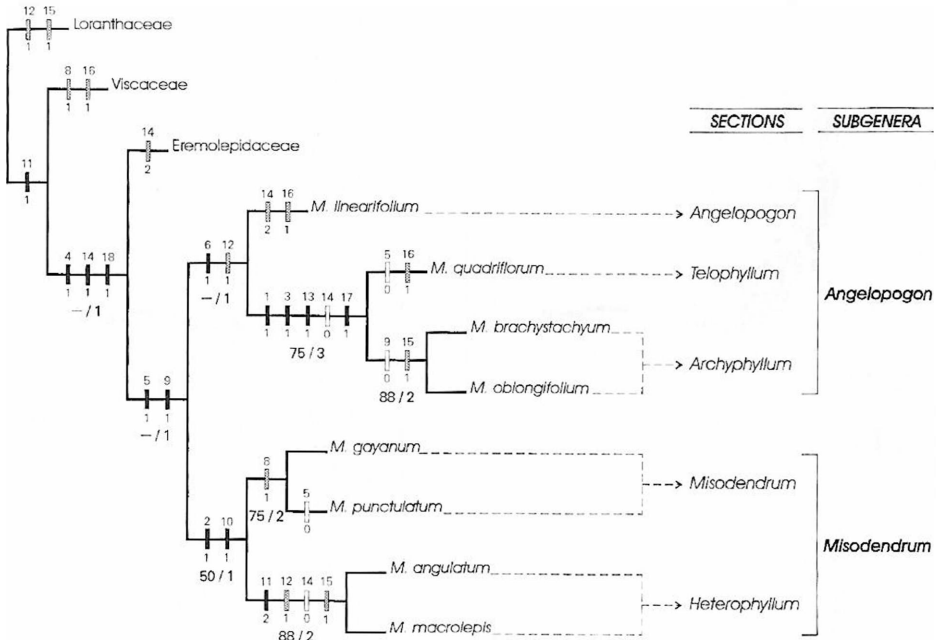 12 15
Loranthaceae
1 1
8 16
Viscaceae
1 1
SECTIONS SUBGENERA
14
Eremolepidaceae
2
11
1
14 16
M. linearifolium Angelopogon
2 1
6 12
1 1
– / 1
4 14 18
1 1 1
– / 1
5 16
M. quadriflorum Telophyllum
0 1
Angelopogon
1 3 13 14 17
1 1 1 0 1
75 / 3
M. brachystachyum
9 15
Archyphyllum
0 1
88 / 2
M. oblongifolium
5 9
1 1
– / 1
M. gayanum
8
Misodendrum
1
75 / 2
5
M. punctulatum
0
2 10
1 1
50 / 1
Misodendrum
M. angulatum
11 12 14 15
Heterophyllum
2 1 0 1
88 / 2
M. macrolepis